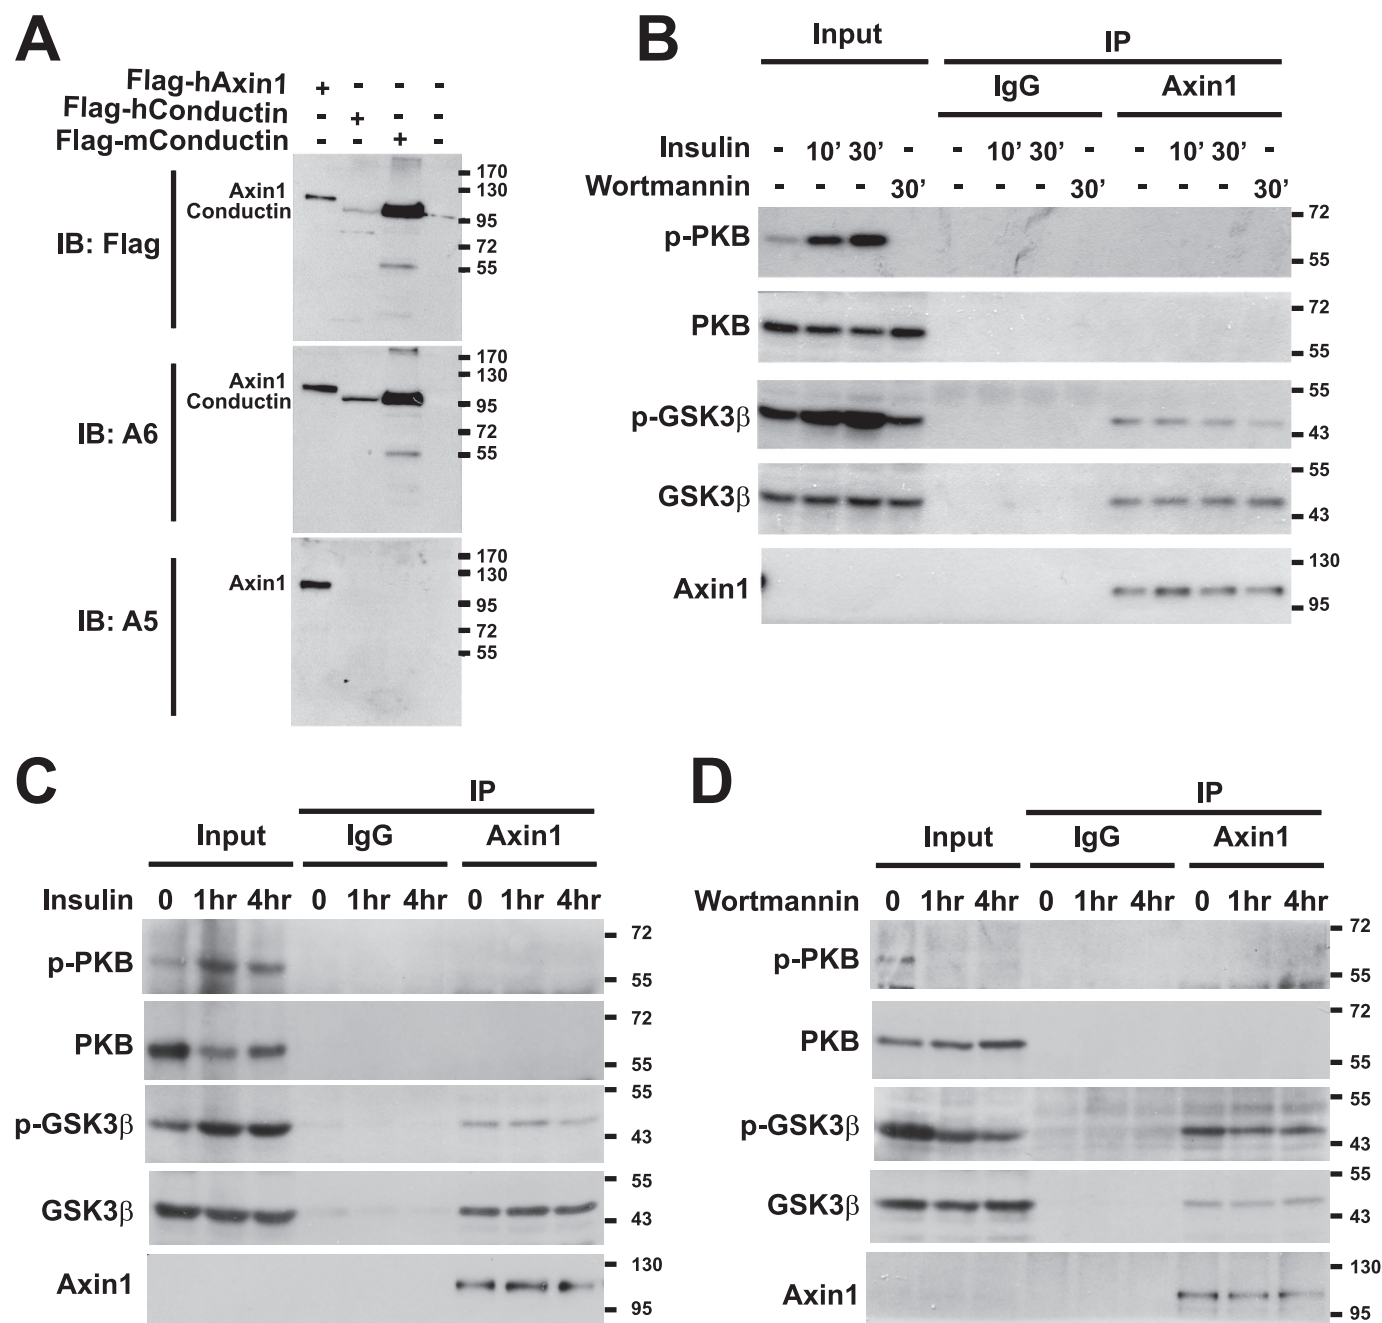 A
Flag-hAxin1 + - - -
Flag-hConductin - + - -
Flag-mConductin - - + -
IB: Flag
Axin1
Conductin
170
130
95
72
55
IB: A6
Axin1
Conductin
170
130
95
72
55
IB: A5
Axin1
170
130
95
72
55
B
Input IP
IgG Axin1
Insulin - 10' 30' - - 10' 30' - - 10' 30' -
Wortmannin - - - 30' - - - 30' - - - 30'
p-PKB 72
55
PKB 72
55
p-GSK3β 55
43
GSK3β 55
43
Axin1 130
95
C
IP
Input IgG Axin1
Insulin 0 1hr 4hr 0 1hr 4hr 0 1hr 4hr
p-PKB 72
55
PKB 72
55
p-GSK3β 55
43
GSK3β 55
43
Axin1 130
95
D
IP
Input IgG Axin1
Wortmannin 0 1hr 4hr 0 1hr 4hr 0 1hr 4hr
p-PKB 72
55
PKB 72
55
p-GSK3β 55
43
GSK3β 55
43
Axin1 130
95